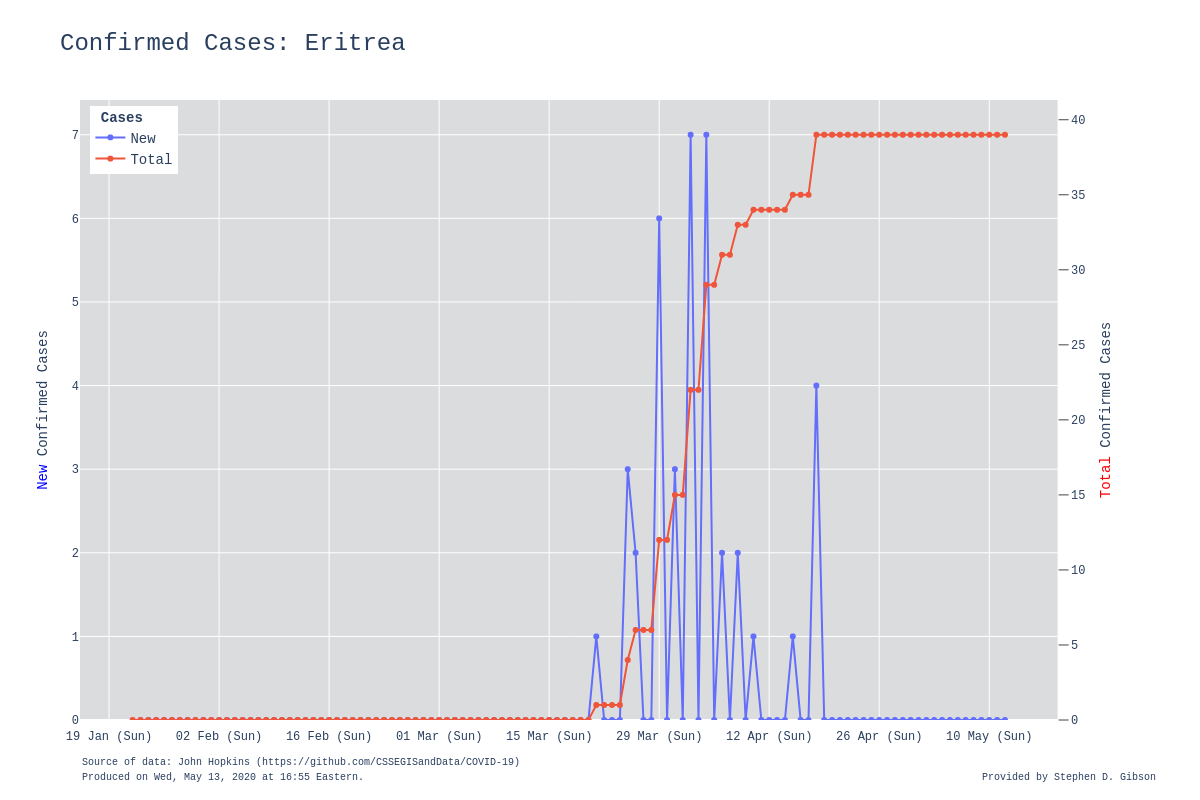 Confirmed Cases: Eritrea
Cases
New
Total
7
6
5
4
3
2
1
0
40
35
30
25
20
15
10
5
0
New Confirmed Cases
Total Confirmed Cases
19 Jan (Sun) 02 Feb (Sun) 16 Feb (Sun) 01 Mar (Sun) 15 Mar (Sun) 29 Mar (Sun) 12 Apr (Sun) 26 Apr (Sun) 10 May (Sun)
Source of data: John Hopkins (https://github.com/CSSEGISandData/COVID-19)
Produced on Wed, May 13, 2020 at 16:55 Eastern.
Provided by Stephen D. Gibson